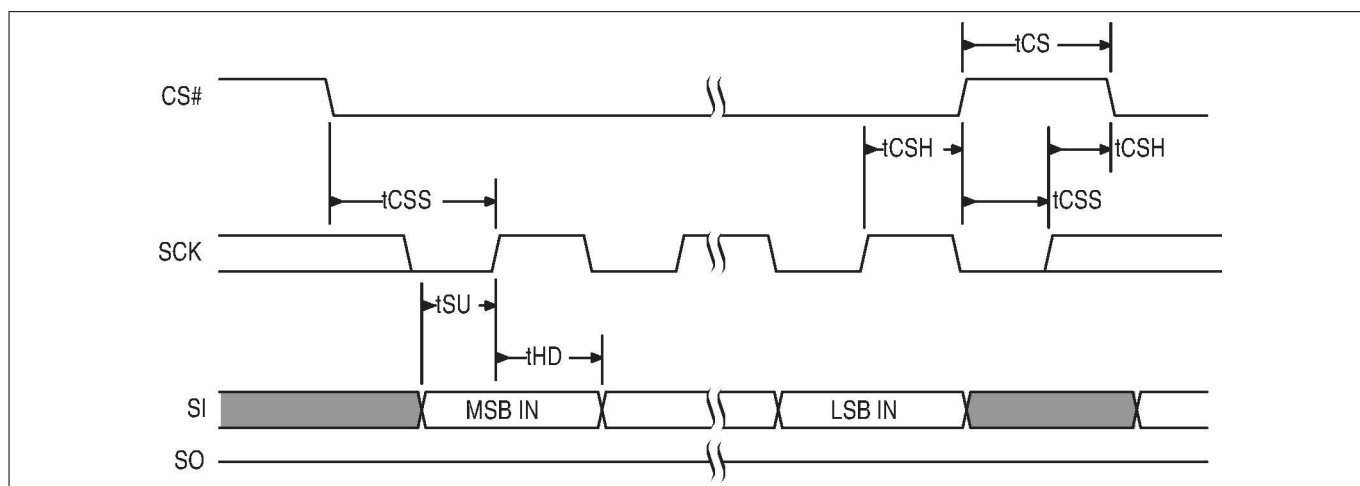 tCS
CS#
tCSH
tCSH
tCSS
tCSS
SCK
tSU
tHD
SI
MSB IN
LSB IN
SO